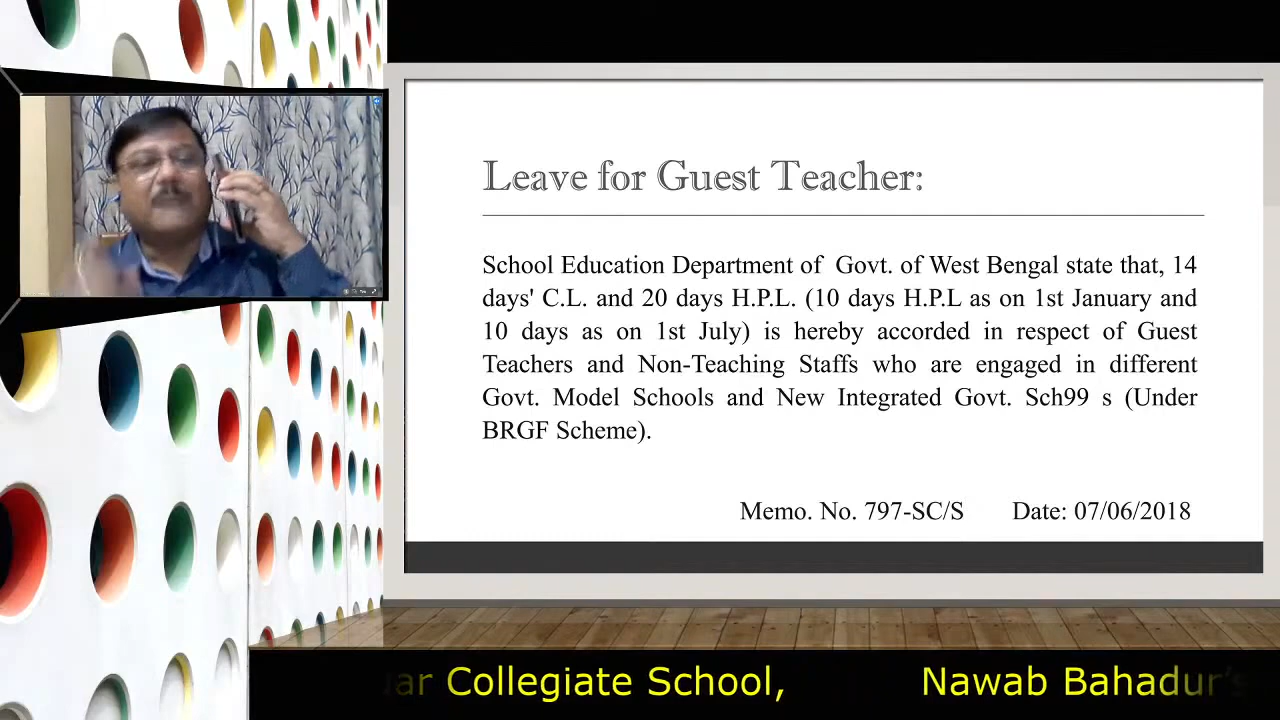 Leave for Guest Teacher:
School Education Department of Govt. of West Bengal state that, 14
days' C.L. and 20 days H.P.L. (10 days H.P.L as on 1st January and
10 days as on 1st July) is hereby accorded in respect of Guest
Teachers and Non-Teaching Staffs who are engaged in different
Govt. Model Schools and New Integrated Govt. Sch99 s (Under
BRGF Scheme).
Memo. No. 797-SC/S Date: 07/06/2018
Collegiate School, Nawab Bahadur's